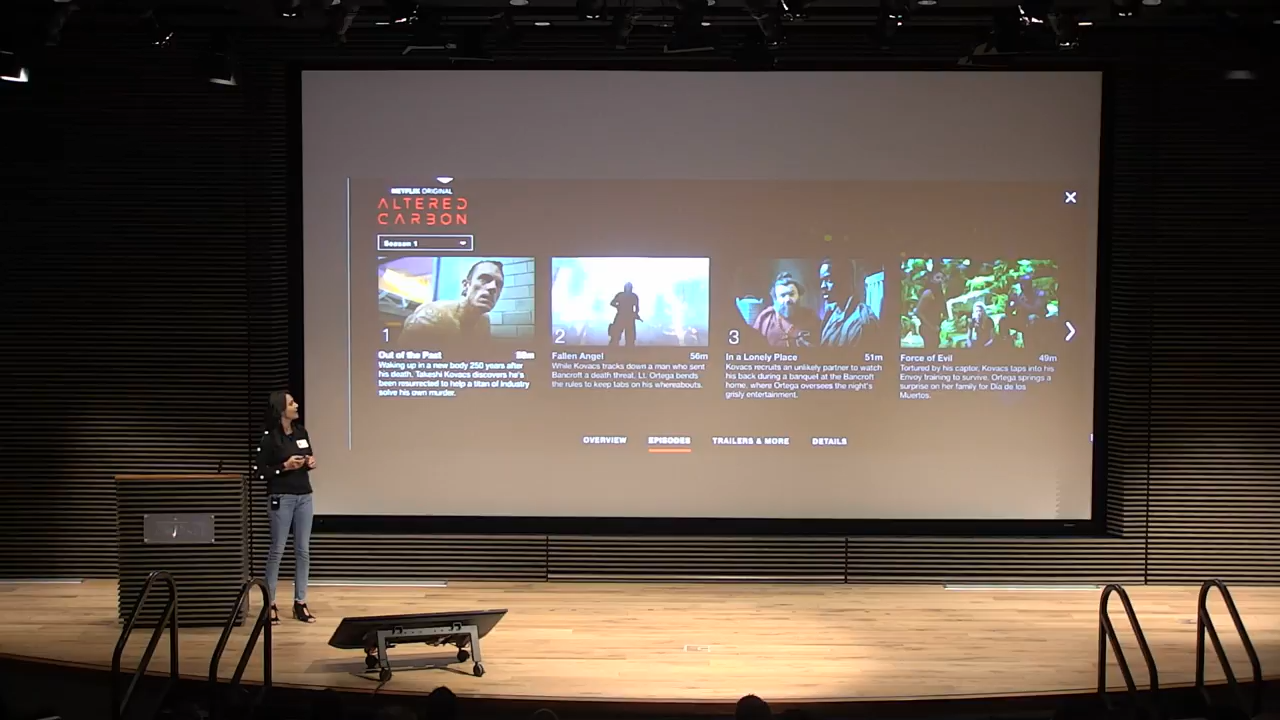 NETFLIX ORIGINAL
ALTERED
CARBON
Season 1
1
Out of the Past 58m
Waking up in a new body 250 years after
his death, Takeshi Kovacs discovers he's
been resurrected to help a titan of industry
solve his own murder.
2
Fallen Angel 56m
While Kovacs tracks down a man who sent
Bancroft a death threat, Lt. Ortega bends
the rules to keep tabs on his whereabouts.
3
In a Lonely Place 51m
Kovacs recruits an unlikely partner to watch
his back during a banquet at the Bancroft
home, where Ortega oversees the night's
grisly entertainment.
Force of Evil 49m
Tortured by his captor, Kovacs taps into his
Envoy training to survive. Ortega springs a
surprise on her family for Dia de los
Muertos.
OVERVIEW EPISODES TRAILERS & MORE DETAILS